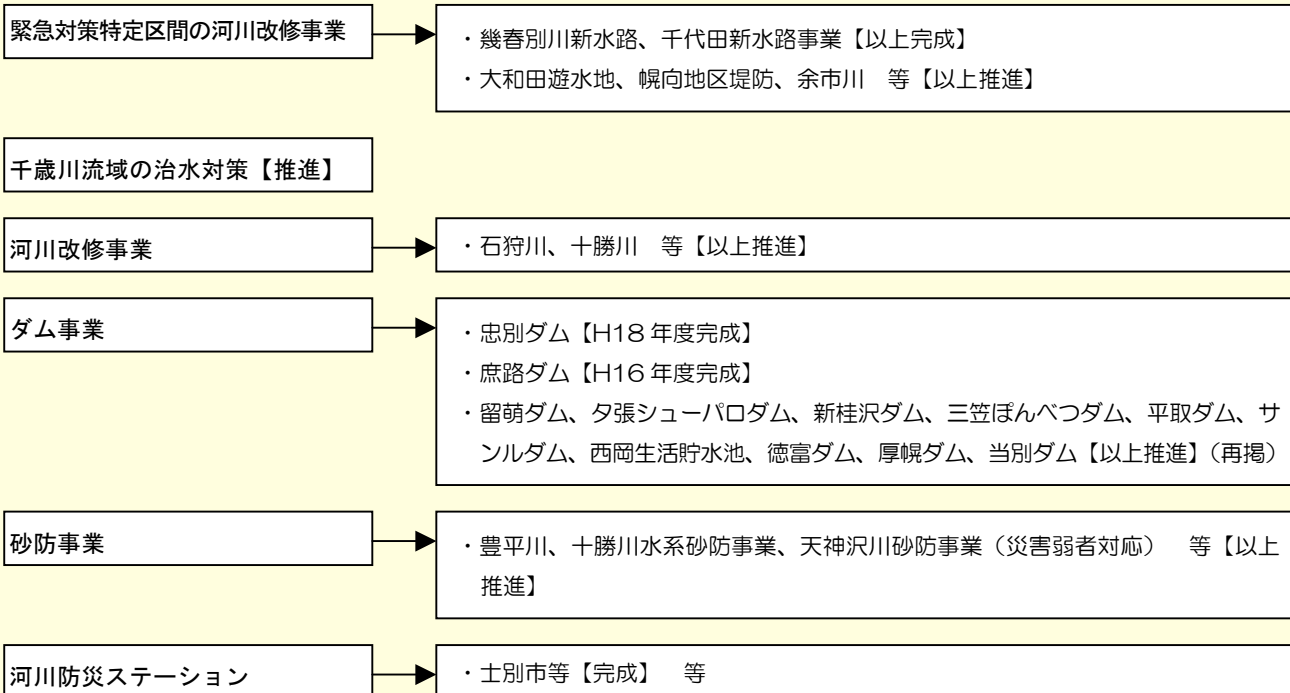 緊急対策特定区間の河川改修事業
・幾春別川新水路、千代田新水路事業【以上完成】
・大和田遊水地、幌向地区堤防、余市川　等【以上推進】
千歳川流域の治水対策【推進】
河川改修事業
・石狩川、十勝川　等【以上推進】
ダム事業
・忠別ダム【H18 年度完成】
・庶路ダム【H16 年度完成】
・留萌ダム、夕張シューパロダム、新桂沢ダム、三笠ぽんべつダム、平取ダム、サ
ンルダム、西岡生活貯水池、徳富ダム、厚幌ダム、当別ダム【以上推進】（再掲）
砂防事業
・豊平川、十勝川水系砂防事業、天神沢川砂防事業（災害弱者対応）　等【以上
推進】
河川防災ステーション
・士別市等【完成】　等